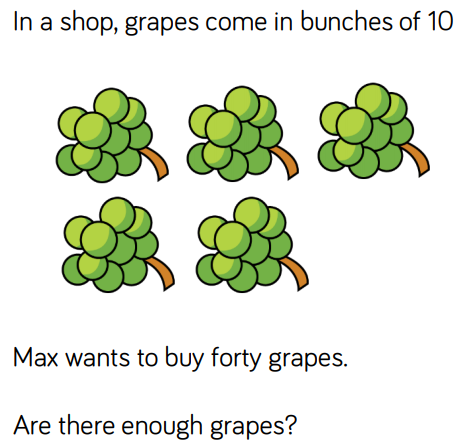 In a shop, grapes come in bunches of 10
Max wants to buy forty grapes.
Are there enough grapes?